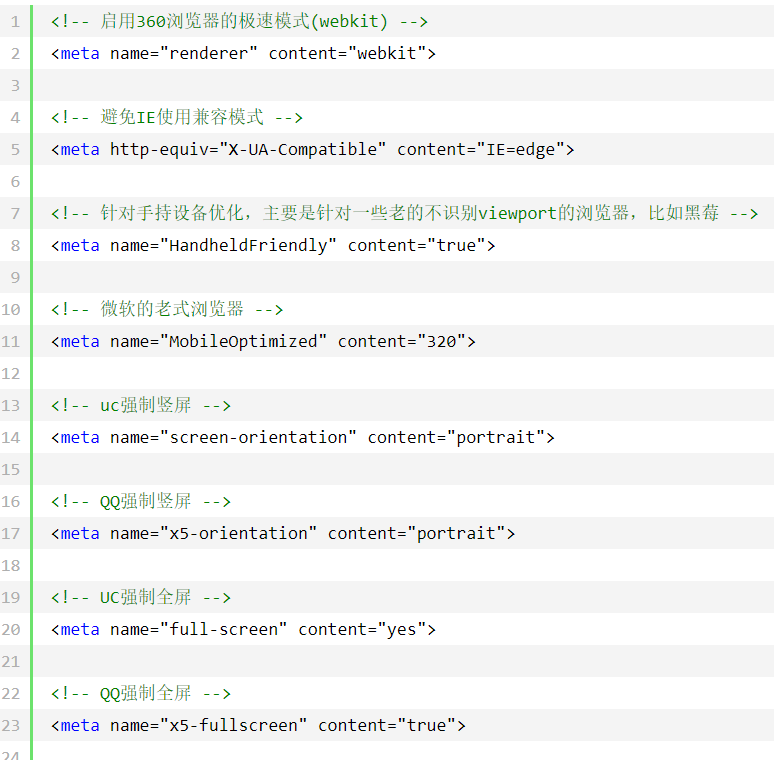 1 <!-- 启用360浏览器的极速模式(webkit) -->
2 <meta name="renderer" content="webkit">
3
4 <!-- 避免IE使用兼容模式 -->
5 <meta http-equiv="X-UA-Compatible" content="IE=edge">
6
7 <!-- 针对手持设备优化，主要是针对一些老的不识别viewport的浏览器，比如黑莓 -->
8 <meta name="HandheldFriendly" content="true">
9
10 <!-- 微软的老式浏览器 -->
11 <meta name="MobileOptimized" content="320">
12
13 <!-- uc强制竖屏 -->
14 <meta name="screen-orientation" content="portrait">
15
16 <!-- QQ强制竖屏 -->
17 <meta name="x5-orientation" content="portrait">
18
19 <!-- UC强制全屏 -->
20 <meta name="full-screen" content="yes">
21
22 <!-- QQ强制全屏 -->
23 <meta name="x5-fullscreen" content="true">
24